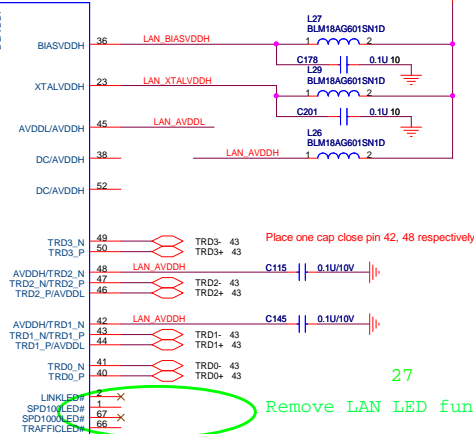 L27
BLM18AG601SN1D
BIASVDDH 36 LAN_BIASVDDH 1 2
C178 0.1U 10
L29
BLM18AG601SN1D
XTALVDDH 23 LAN_XTALVDDH 1 2
C201 0.1U 10
AVDDL/AVDDH 45 LAN_AVDDL
L26
BLM18AG601SN1D
DC/AVDDH 38 LAN_AVDDH 1 2
DC/AVDDH 52
TRD3_N 49 TRD3- 43 Place one cap close pin 42, 48 respectively
TRD3_P 50 TRD3+ 43
AVDDH/TRD2_N 48 LAN_AVDDH C115 0.1U/10V
TRD2_N/TRD2_P 47 TRD2- 43
TRD2_P/AVDDL 46 TRD2+ 43
AVDDH/TRD1_N 42 LAN_AVDDH C145 0.1U/10V
TRD1_N/TRD1_P 43 TRD1- 43
TRD1_P/AVDDL 44 TRD1+ 43
TRD0_N 41 TRD0- 43
TRD0_P 40 TRD0+ 43
27
LINKLED# 2
SPD100LED# 1 Remove LAN LED fun
SPD1000LED# 67
TRAFFICLED# 66